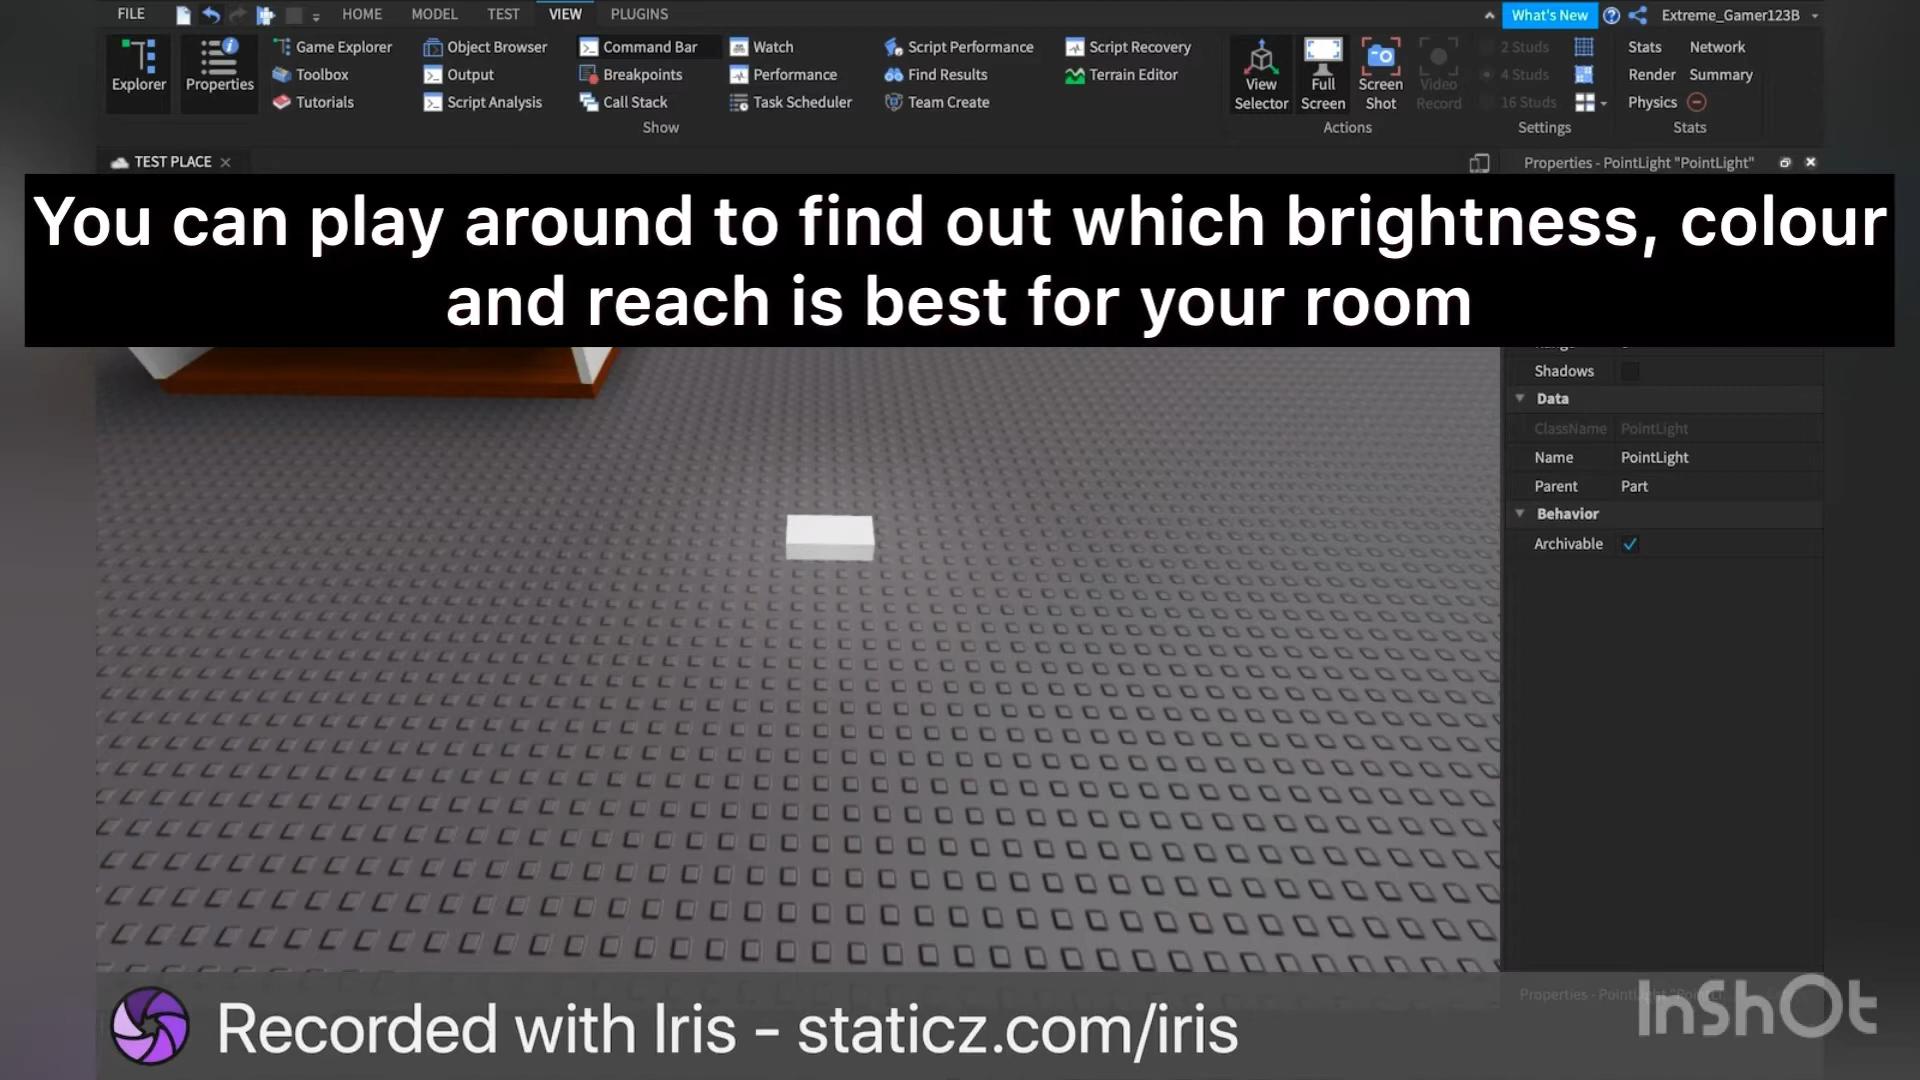 FILE HOME MODEL TEST VIEW PLUGINS What's New Extreme_Gamer123B
Explorer
Properties
Game Explorer
Toolbox
Tutorials
Object Browser
Output
Script Analysis
Command Bar
Breakpoints
Call Stack
Watch
Performance
Task Scheduler
Script Performance
Find Results
Team Create
Script Recovery
Terrain Editor
Show
View
Selector
Full
Screen
Screen
Shot
Video
Record
Actions
2 Studs
4 Studs
16 Studs
Settings
Stats Network
Render Summary
Physics
Stats
TEST PLACE
Properties - PointLight "PointLight"
You can play around to find out which brightness, colour
and reach is best for your room
Shadows
Data
ClassName PointLight
Name PointLight
Parent Part
Behavior
Archivable
Recorded with Iris - staticz.com/iris
InShOt